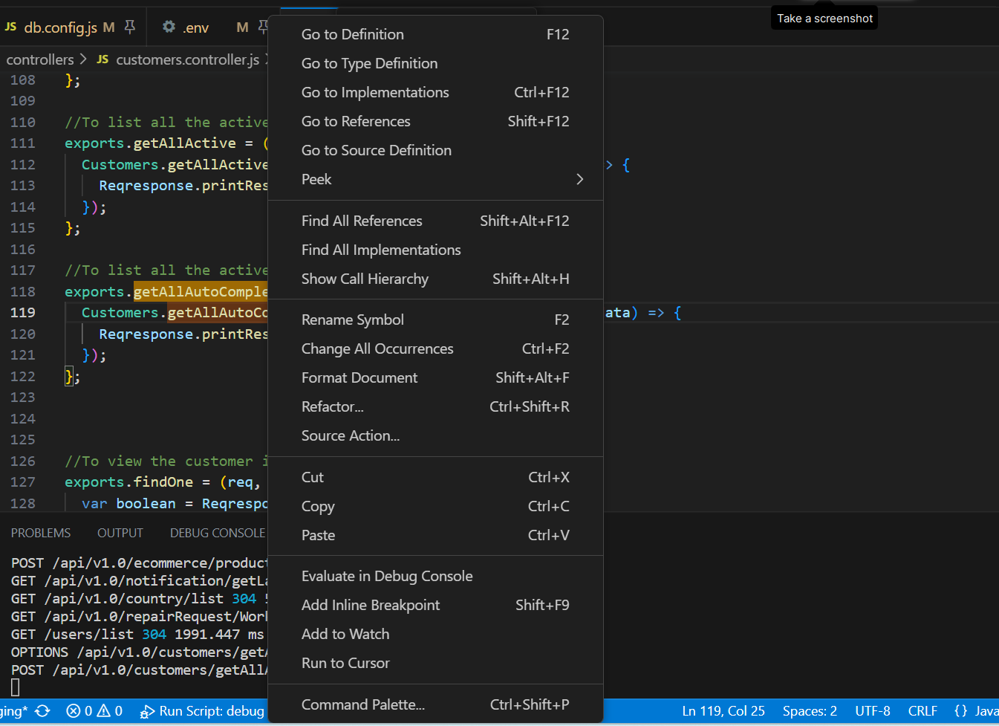 Take a screenshot
JS db.config.js M
.env M
controllers > JS customers.controller.js
108 };
109
110 //To list all the active
111 exports.getAllActive = (
112 Customers.getAllActive => {
113 Reqresponse.printRes
114 });
115 };
116
117 //To list all the active
118 exports.getAllAutoComple
119 Customers.getAllAutoCo ata) => {
120 Reqresponse.printRes
121 });
122 };
123
124
125
126 //To view the customer i
127 exports.findOne = (req,
128 var boolean = Reqrespo
Go to Definition F12
Go to Type Definition
Go to Implementations Ctrl+F12
Go to References Shift+F12
Go to Source Definition
Peek
Find All References Shift+Alt+F12
Find All Implementations
Show Call Hierarchy Shift+Alt+H
Rename Symbol F2
Change All Occurrences Ctrl+F2
Format Document Shift+Alt+F
Refactor... Ctrl+Shift+R
Source Action...
Cut Ctrl+X
Copy Ctrl+C
Paste Ctrl+V
Evaluate in Debug Console
Add Inline Breakpoint Shift+F9
Add to Watch
Run to Cursor
Command Palette... Ctrl+Shift+P
PROBLEMS OUTPUT DEBUG CONSOLE
POST /api/v1.0/ecommerce/product
GET /api/v1.0/notification/getLa
GET /api/v1.0/country/list 304 5
GET /api/v1.0/repairRequest/Worl
GET /users/list 304 1991.447 ms
OPTIONS /api/v1.0/customers/getA
POST /api/v1.0/customers/getAllA
ging* 0 0 Run Script: debug Ln 119, Col 25 Spaces: 2 UTF-8 CRLF {} Java